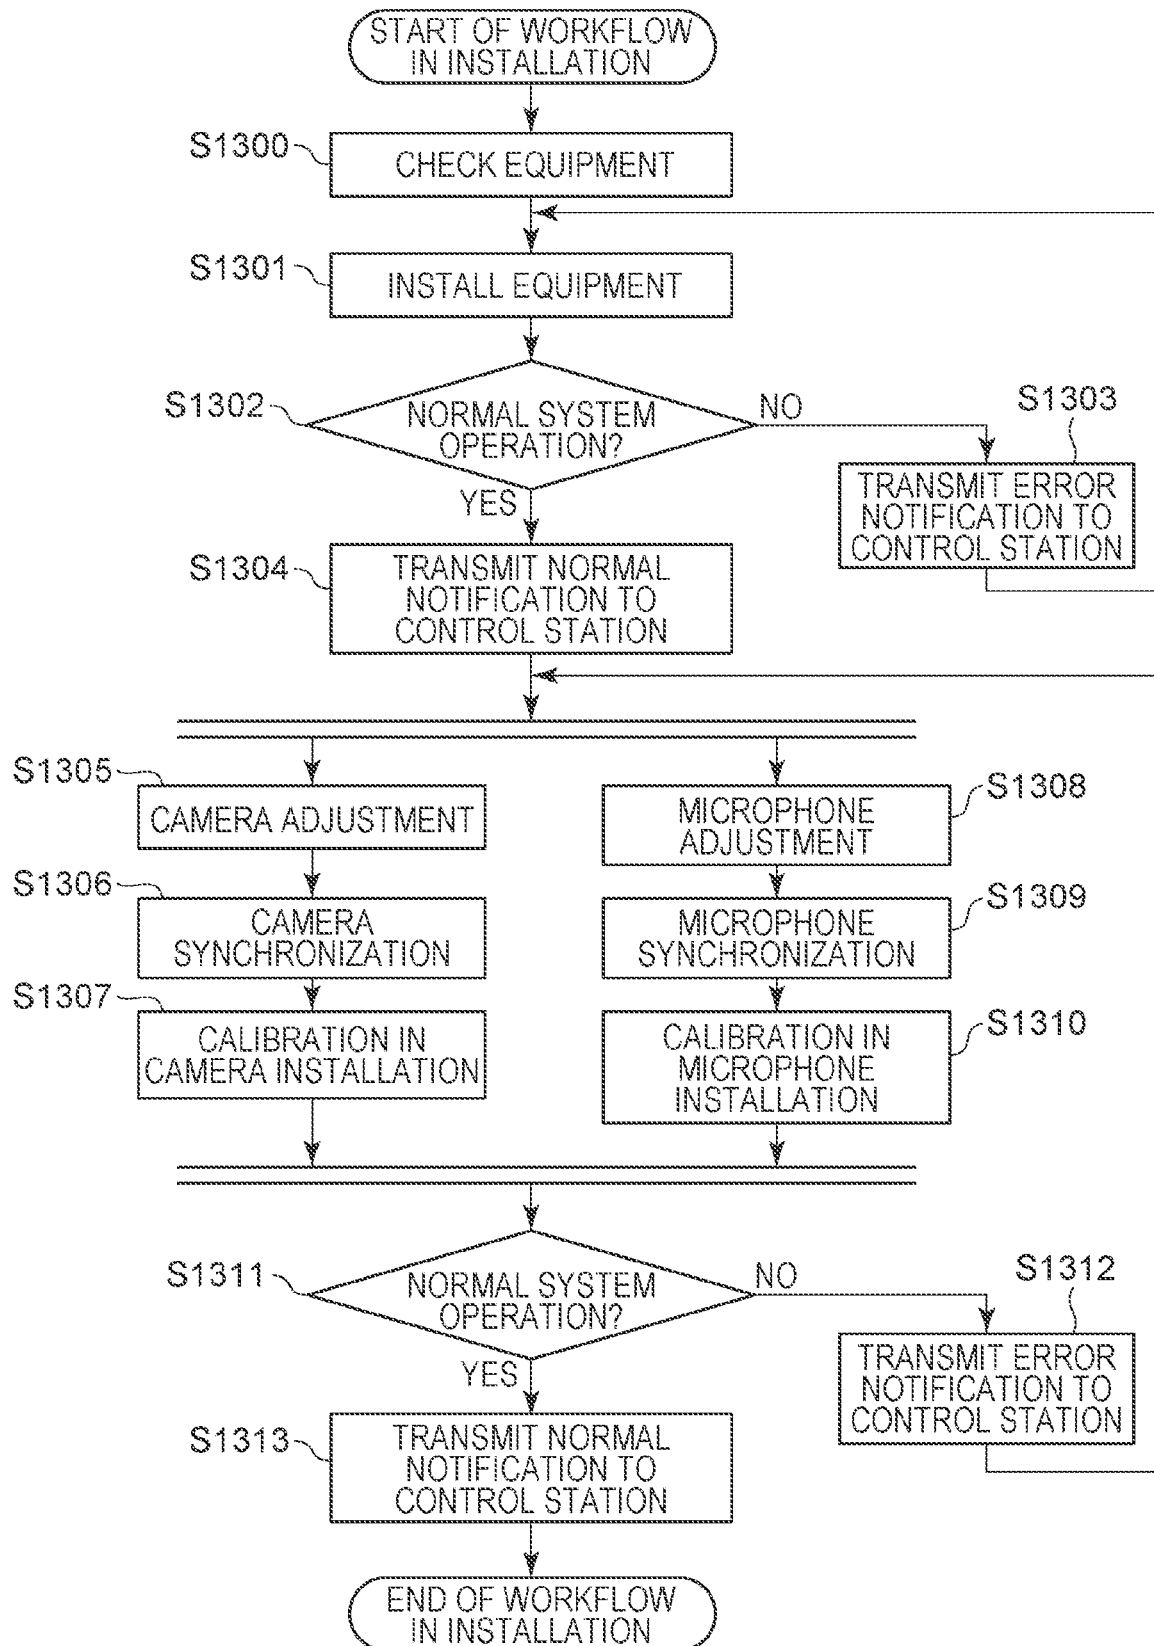 START OF WORKFLOW
IN INSTALLATION
S1300
CHECK EQUIPMENT
S1301
INSTALL EQUIPMENT
S1302
NORMAL SYSTEM
OPERATION?
NO
YES
S1303
TRANSMIT ERROR
NOTIFICATION TO
CONTROL STATION
S1304
TRANSMIT NORMAL
NOTIFICATION TO
CONTROL STATION
S1305
CAMERA ADJUSTMENT
S1306
CAMERA
SYNCHRONIZATION
S1307
CALIBRATION IN
CAMERA INSTALLATION
S1308
MICROPHONE
ADJUSTMENT
S1309
MICROPHONE
SYNCHRONIZATION
S1310
CALIBRATION IN
MICROPHONE
INSTALLATION
S1311
NORMAL SYSTEM
OPERATION?
NO
YES
S1312
TRANSMIT ERROR
NOTIFICATION TO
CONTROL STATION
S1313
TRANSMIT NORMAL
NOTIFICATION TO
CONTROL STATION
END OF WORKFLOW
IN INSTALLATION